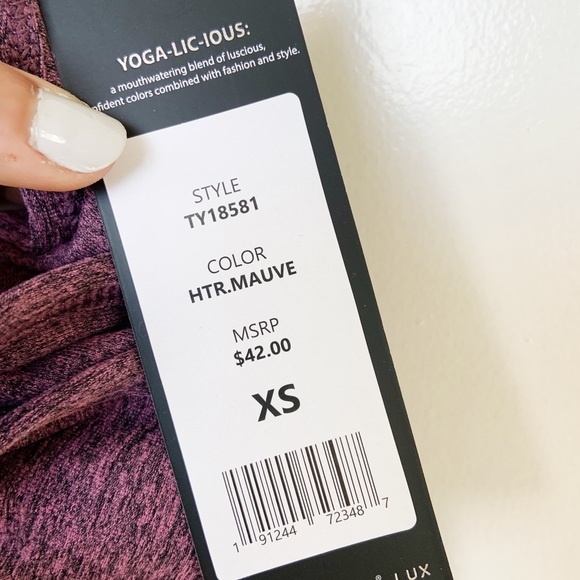 YOGA-LIC-IOUS:
a mouthwatering blend of luscious,
colors combined with fashion and style.
STYLE
TY18581
COLOR
HTR.MAUVE
MSRP
$42.00
XS
1 91244 72348 7
® LUX